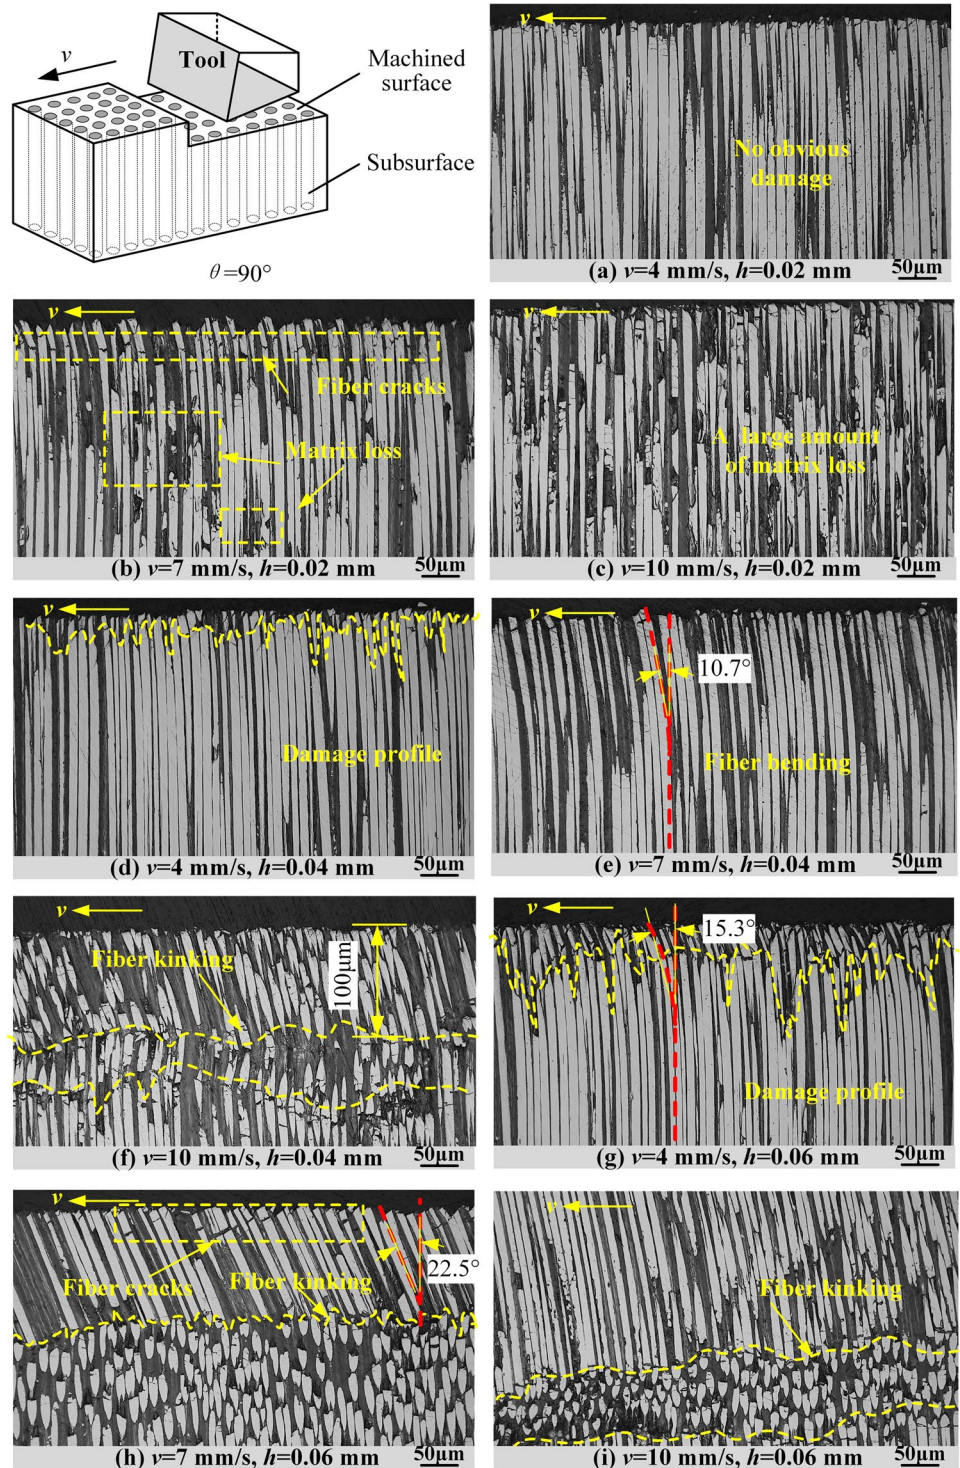 v
Tool
Machined
surface
Subsurface
θ=90°
v
No obvious
damage
(a) v=4 mm/s, h=0.02 mm
50μm
v
Fiber cracks
Matrix loss
(b) v=7 mm/s, h=0.02 mm
50μm
v
A large amount
of matrix loss
(c) v=10 mm/s, h=0.02 mm
50μm
v
Damage profile
(d) v=4 mm/s, h=0.04 mm
50μm
v
10.7°
Fiber bending
(e) v=7 mm/s, h=0.04 mm
50μm
v
Fiber kinking
100μm
(f) v=10 mm/s, h=0.04 mm
50μm
v
15.3°
Damage profile
(g) v=4 mm/s, h=0.06 mm
50μm
v
22.5°
Fiber cracks
Fiber kinking
(h) v=7 mm/s, h=0.06 mm
50μm
v
Fiber kinking
(i) v=10 mm/s, h=0.06 mm
50μm